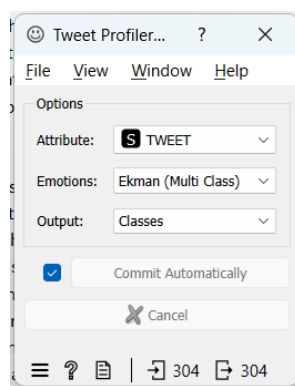 Tweet Profiler... ? X
File View Window Help
Options
Attribute: S TWEET
Emotions: Ekman (Multi Class)
Output: Classes
Commit Automatically
Cancel
? 304 304